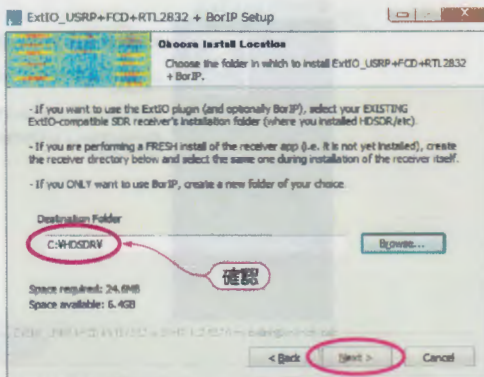 ExtIO_USRP+FCD+RTL2832 + BorIP Setup
Choose Install Location
Choose the folder in which to install ExtIO_USRP+FCD+RTL2832
+ BorIP.
- If you want to use the ExtIO plugin (and optionally BorIP), select your EXISTING
ExtIO-compatible SDR receiver's installation folder (where you installed HDSDR/etc).
- If you are performing a FRESH install of the receiver app (i.e. it is not yet installed), create
the receiver directory below and select the same one during installation of the receiver itself.
- If you ONLY want to use BorIP, create a new folder of your choice.
Destination Folder
C:¥HDSDR¥
Browse...
確認
Space required: 24.6MB
Space available: 6.4GB
< Back
Next >
Cancel